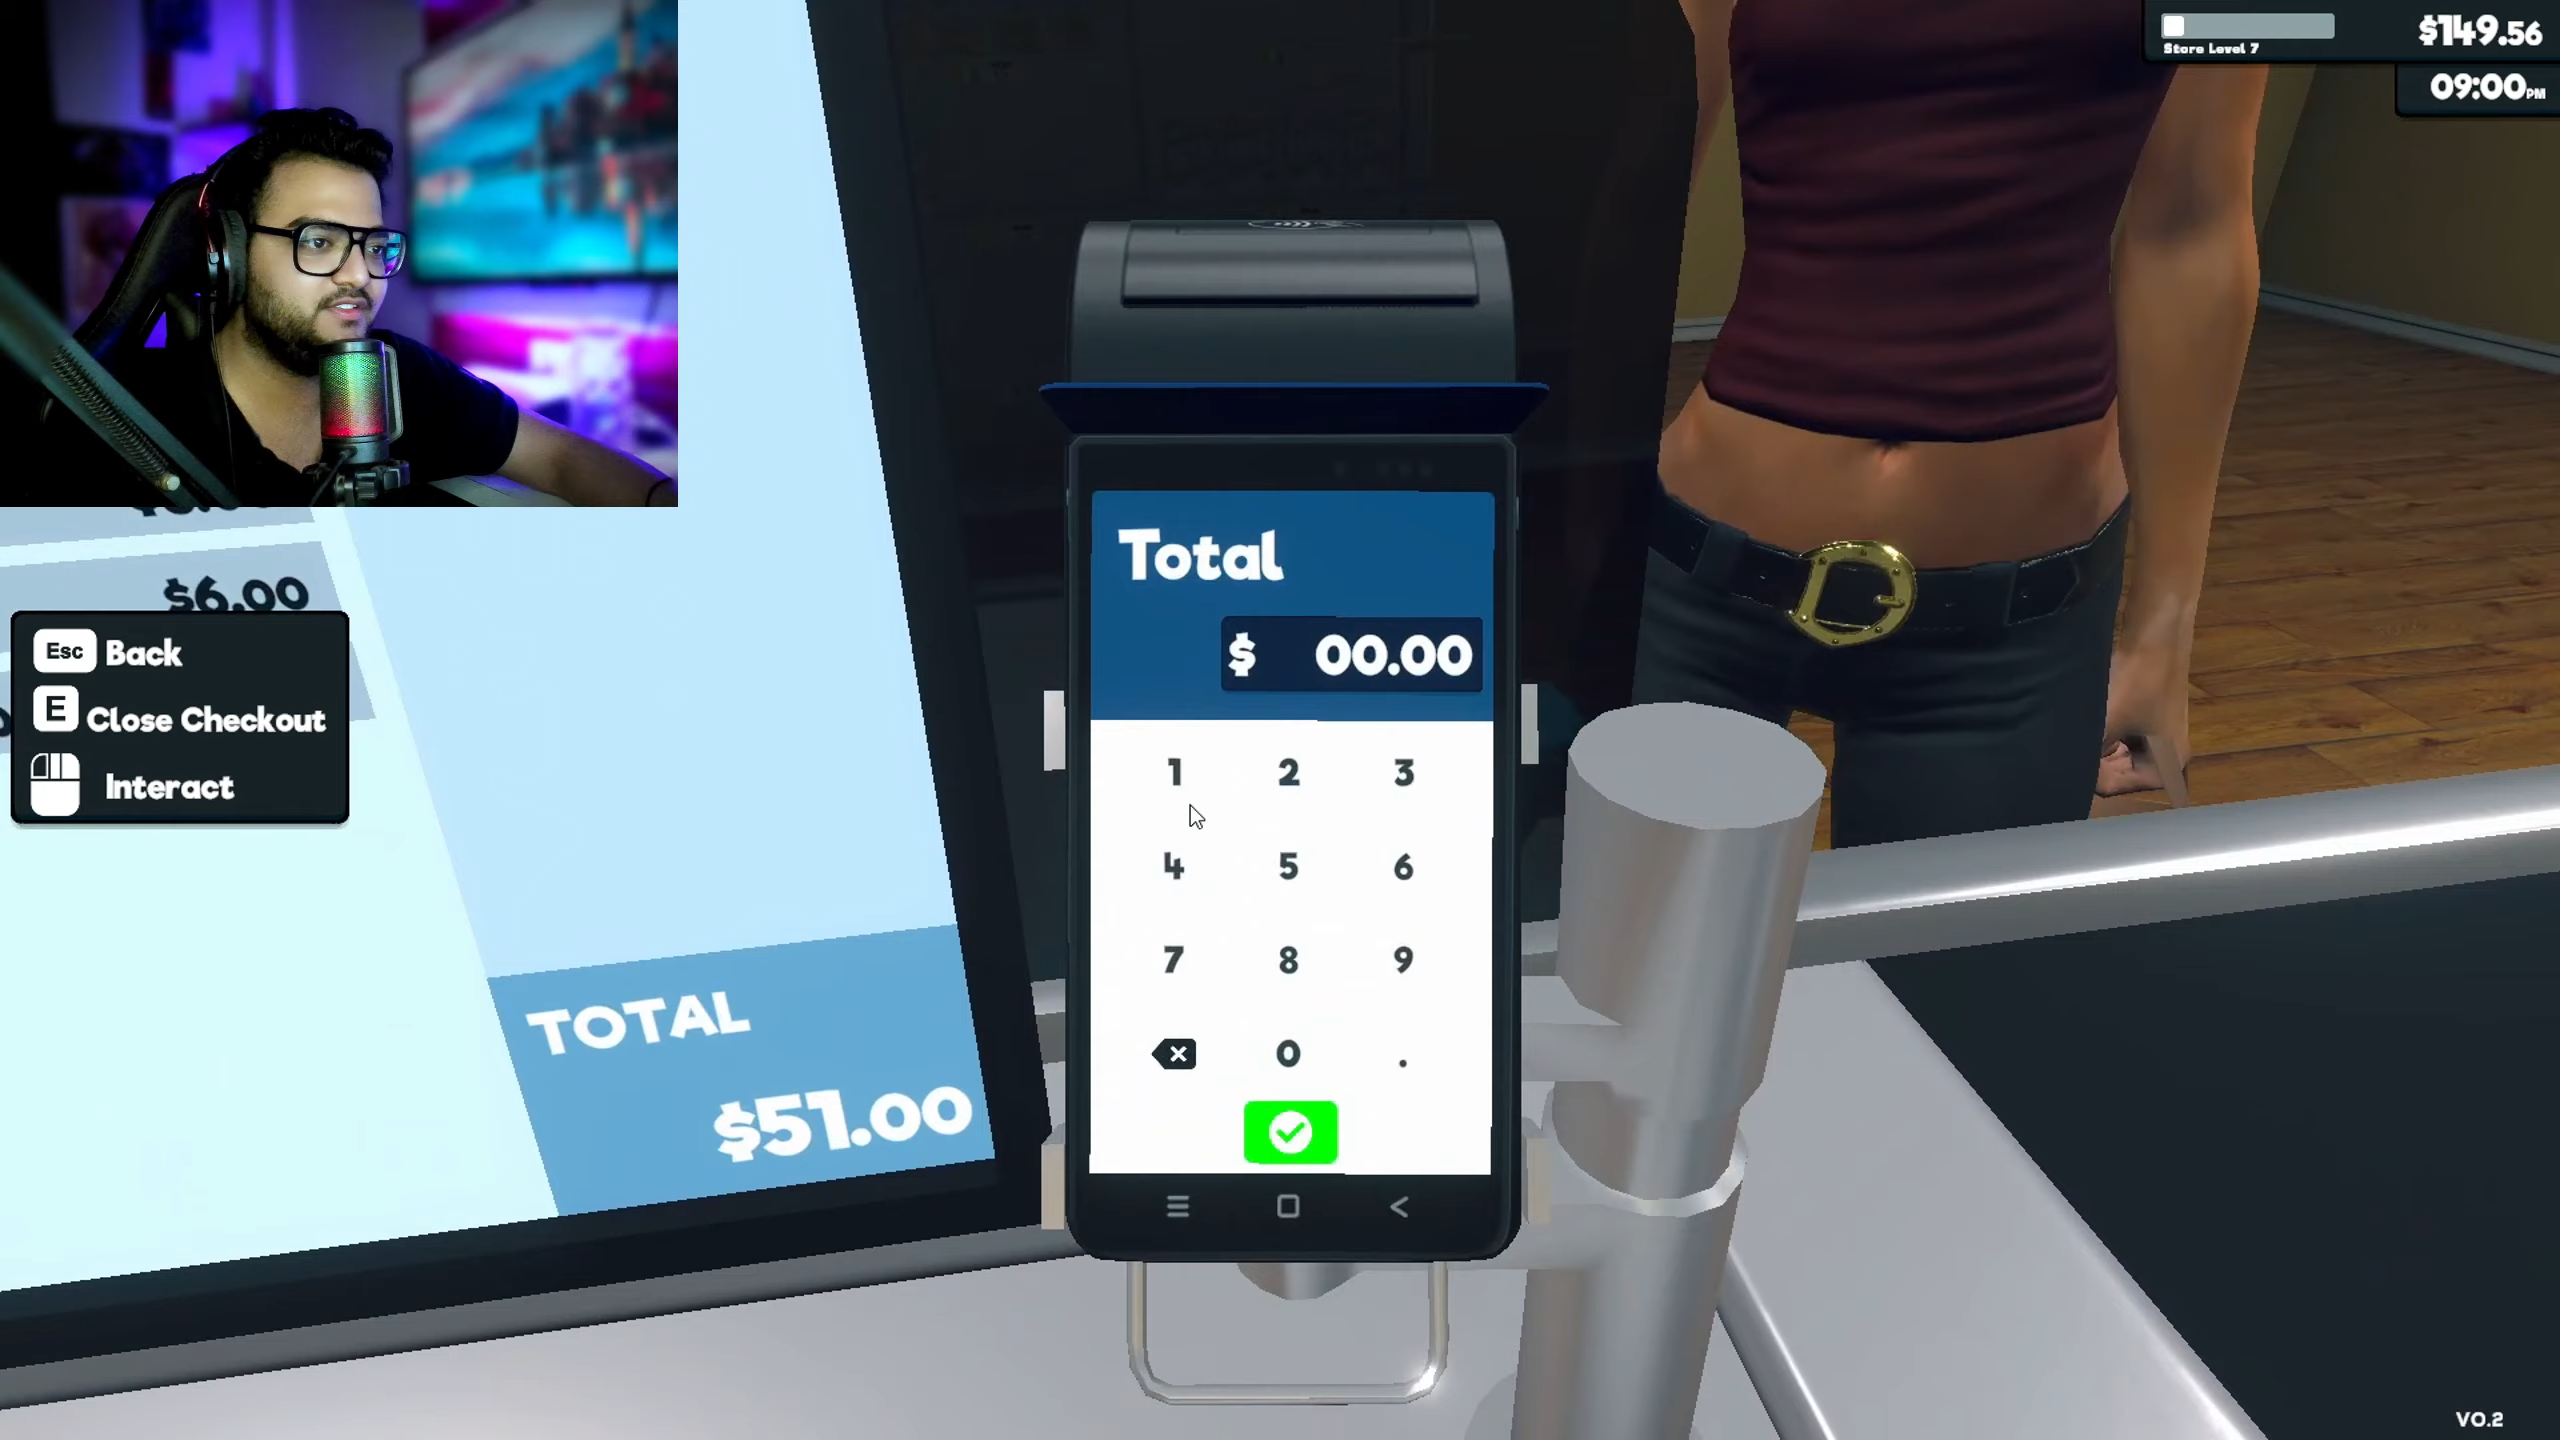 Store Level 7
$149.56
09:00PM
$6.00
Esc Back
E Close Checkout
Interact
Total
$ 00.00
1 2 3
4 5 6
7 8 9
0 .
TOTAL
$51.00
V0.2